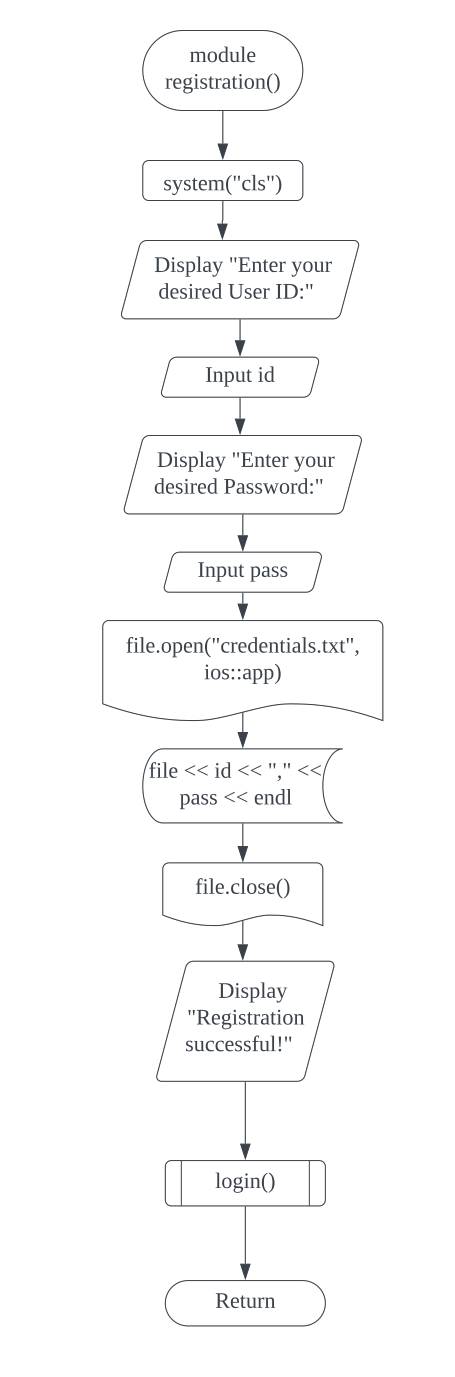 module
registration()
system("cls")
Display "Enter your
desired User ID:"
Input id
Display "Enter your
desired Password:"
Input pass
file.open("credentials.txt",
ios::app)
file << id << "," <<
pass << endl
file.close()
Display
"Registration
successful!"
login()
Return